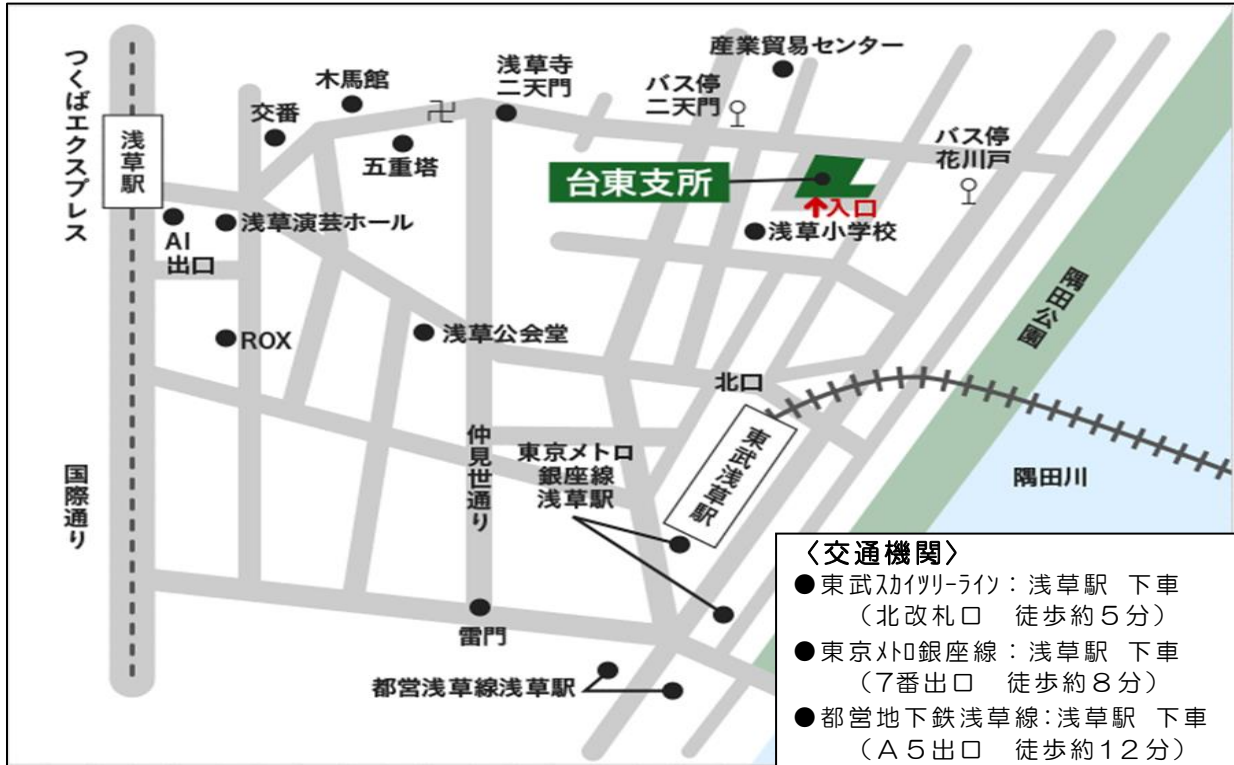 つくばエクスプレス
浅草駅
交番
木馬館
卍
五重塔
浅草寺
二天門
産業貿易センター
バス停
二天門
バス停
花川戸
台東支所
↑入口
浅草小学校
AI
出口
浅草演芸ホール
ROX
浅草公会堂
隅田公園
北口
東武浅草駅
仲見世通り
東京メトロ
銀座線
浅草駅
隅田川
国際通り
雷門
都営浅草線浅草駅
〈交通機関〉
●東武ｽｶｲﾂﾘｰﾗｲﾝ：浅草駅 下車
（北改札口 徒歩約５分）
●東京ﾒﾄﾛ銀座線：浅草駅 下車
（7番出口 徒歩約８分）
●都営地下鉄浅草線:浅草駅 下車
（Ａ５出口 徒歩約１２分）